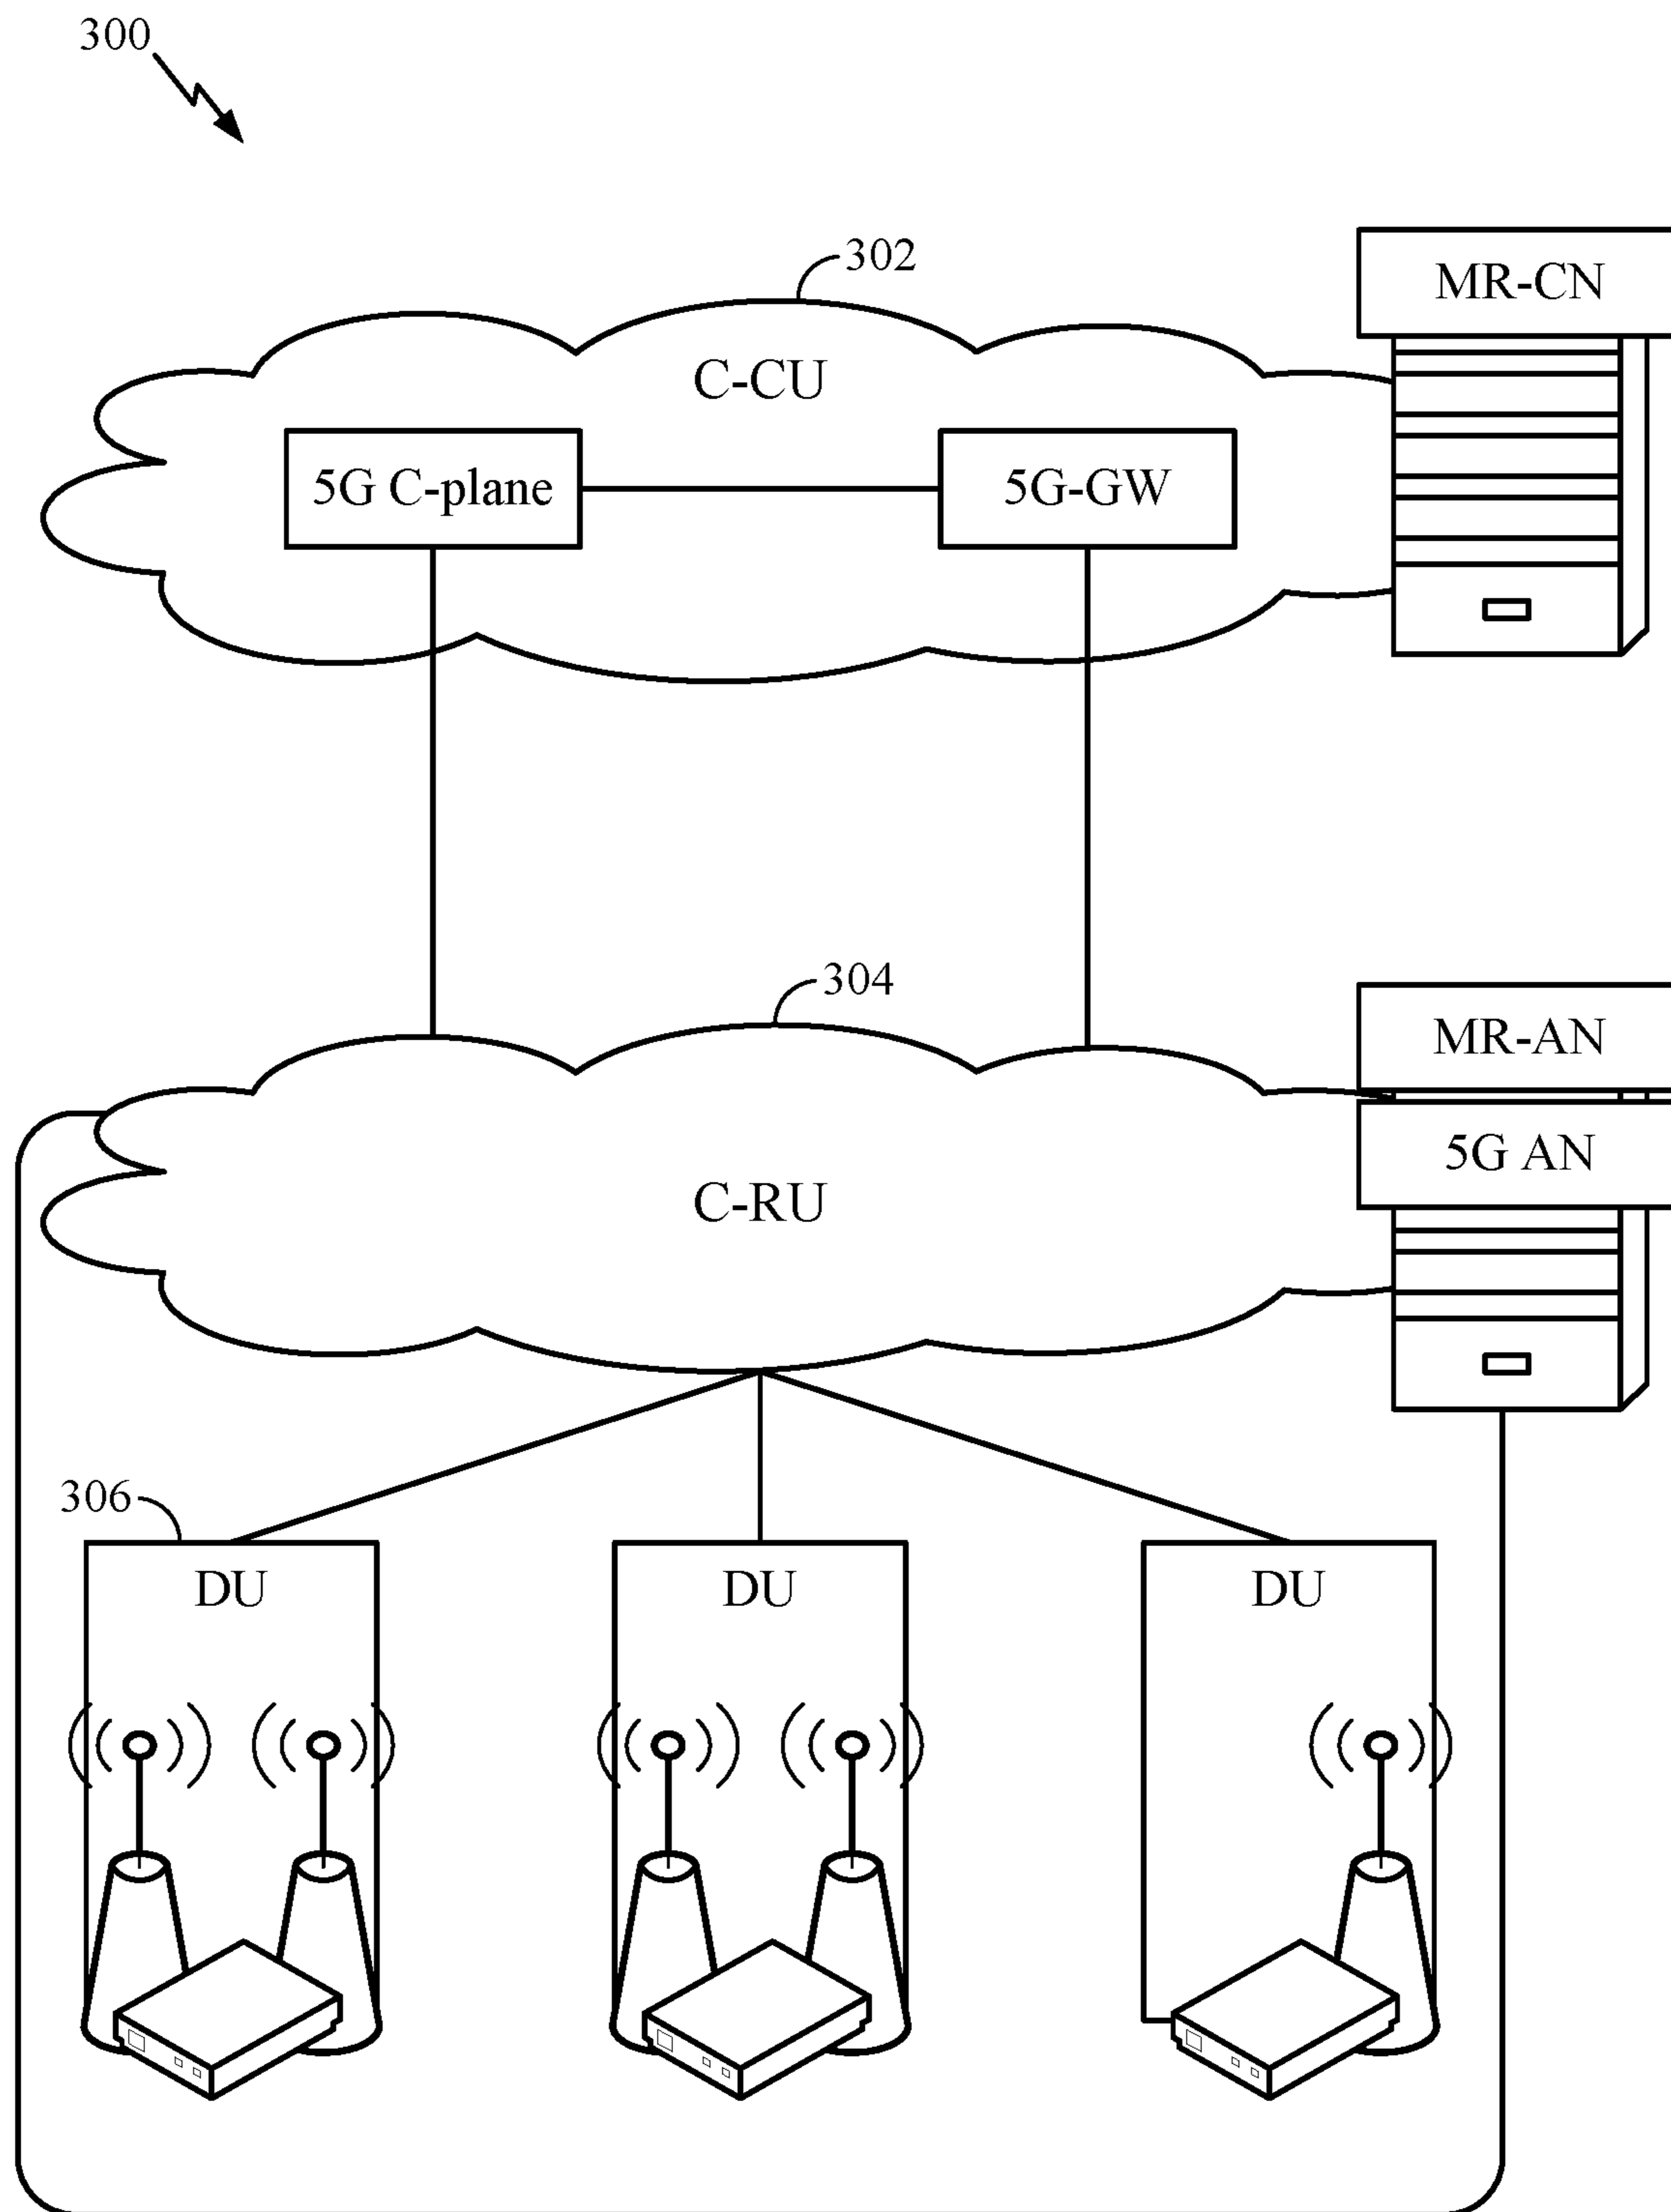 300
302
MR-CN
C-CU
5G C-plane
5G-GW
304
MR-AN
5G AN
C-RU
306
DU
DU
DU